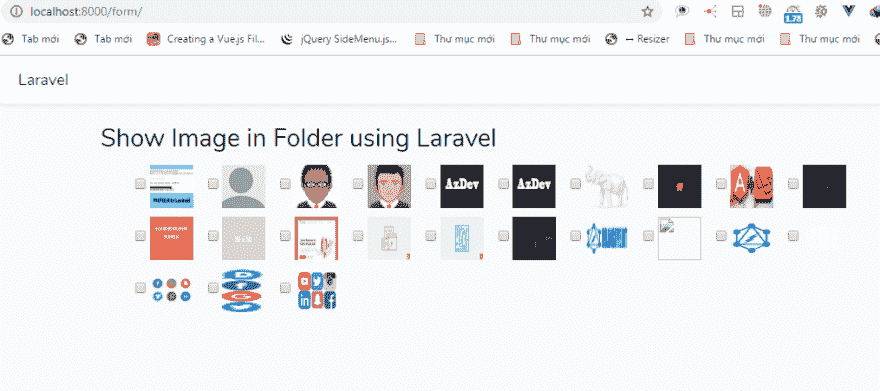 localhost:8000/form/
1.78
Tab mới
Tab mới
Creating a Vue.js Fil...
jQuery SideMenu.js...
Thư mục mới
Thư mục mới
↔ Resizer
Thư mục mới
Thư mục mới
Laravel
Show Image in Folder using Laravel
AzDev
AzDev
A